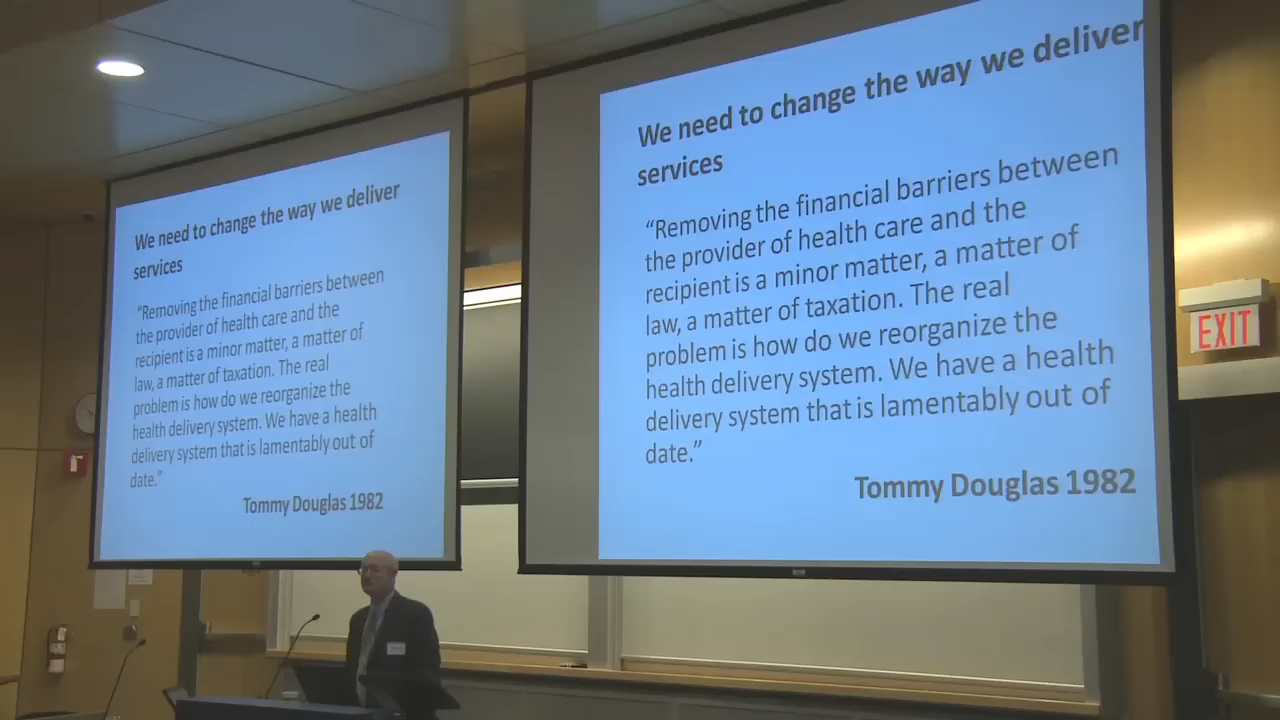 We need to change the way we deliver
services
“Removing the financial barriers between
the provider of health care and the
recipient is a minor matter, a matter of
law, a matter of taxation. The real
problem is how do we reorganize the
health delivery system. We have a health
delivery system that is lamentably out of
date.”
Tommy Douglas 1982
We need to change the way we deliver
services
“Removing the financial barriers between
the provider of health care and the
recipient is a minor matter, a matter of
law, a matter of taxation. The real
problem is how do we reorganize the
health delivery system. We have a health
delivery system that is lamentably out of
date.”
Tommy Douglas 1982
EXIT